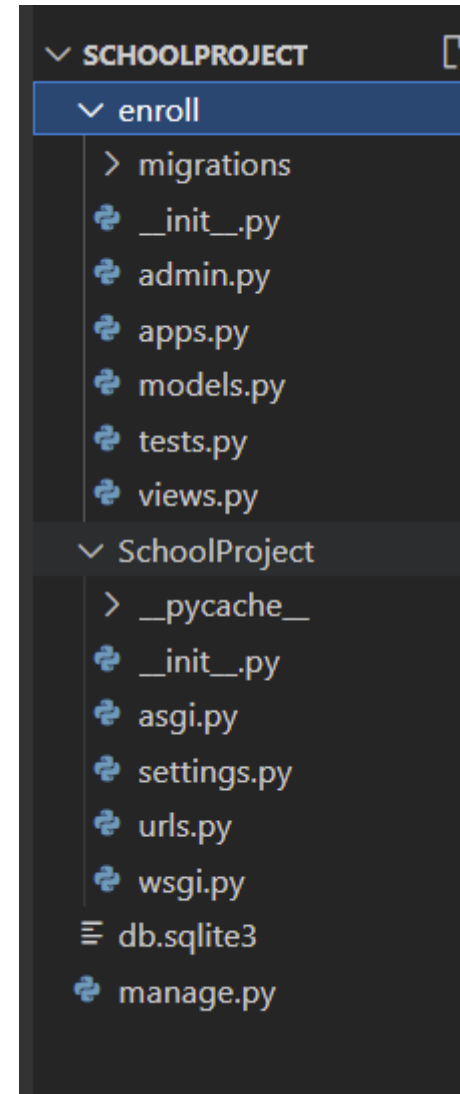 SCHOOLPROJECT
enroll
migrations
__init__.py
admin.py
apps.py
models.py
tests.py
views.py
SchoolProject
__pycache__
__init__.py
asgi.py
settings.py
urls.py
wsgi.py
db.sqlite3
manage.py